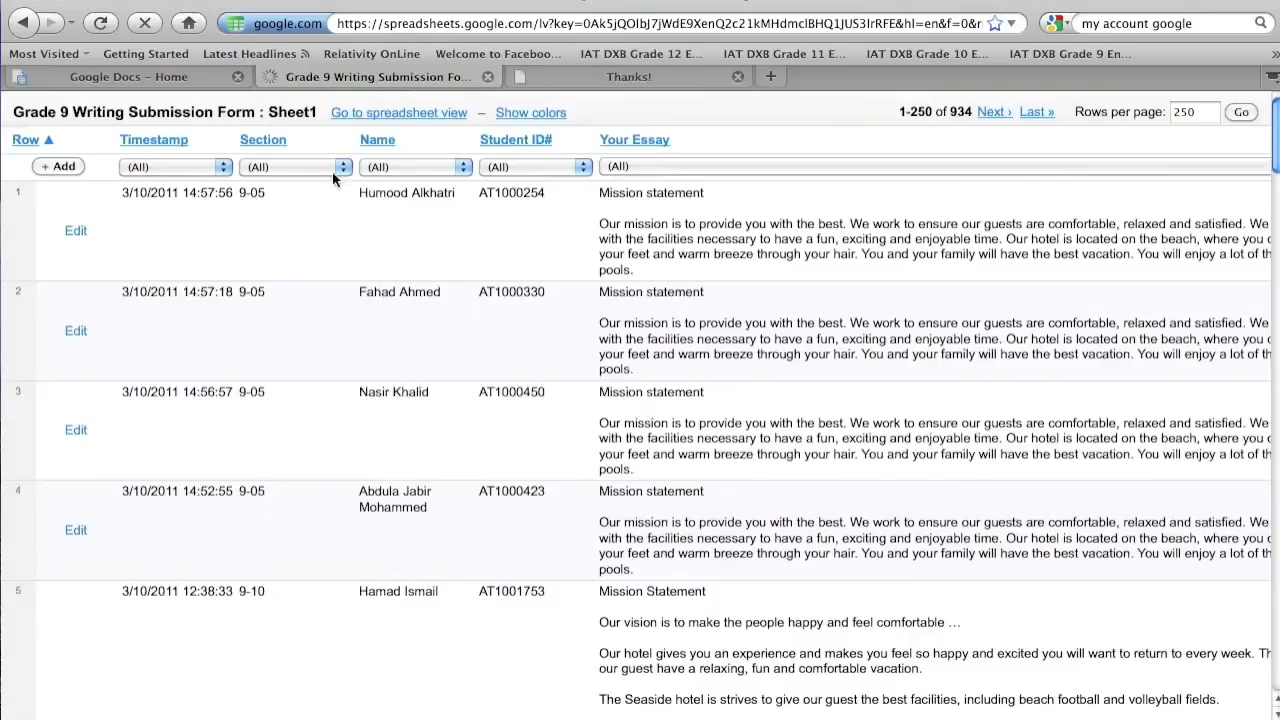 google.com https://spreadsheets.google.com/lv?key= my account google
Most Visited Getting Started Latest Headlines Relativity OnLine Welcome to Faceboo... IAT DXB Grade 12 E... IAT DXB Grade 11 E... IAT DXB Grade 10 E... IAT DXB Grade 9 En...
Google Docs - Home Grade 9 Writing Submission Fo... Thanks!
Grade 9 Writing Submission Form : Sheet1 Go to spreadsheet view – Show colors 1-250 of 934 Next › Last » Rows per page: 250 Go
Row ▲ Timestamp Section Name Student ID# Your Essay
+ Add (All) (All) (All) (All) (All)
1 3/10/2011 14:57:56 9-05 Humood Alkhatri AT1000254 Mission statement
Our mission is to provide you with the best. We work to ensure our guests are comfortable, relaxed and satisfied. We
Edit with the facilities necessary to have a fun, exciting and enjoyable time. Our hotel is located on the beach, where you
your feet and warm breeze through your hair. You and your family will have the best vacation. You will enjoy a lot of th
pools.
2 3/10/2011 14:57:18 9-05 Fahad Ahmed AT1000330 Mission statement
Our mission is to provide you with the best. We work to ensure our guests are comfortable, relaxed and satisfied. We
Edit with the facilities necessary to have a fun, exciting and enjoyable time. Our hotel is located on the beach, where you
your feet and warm breeze through your hair. You and your family will have the best vacation. You will enjoy a lot of th
pools.
3 3/10/2011 14:56:57 9-05 Nasir Khalid AT1000450 Mission statement
Our mission is to provide you with the best. We work to ensure our guests are comfortable, relaxed and satisfied. We
Edit with the facilities necessary to have a fun, exciting and enjoyable time. Our hotel is located on the beach, where you
your feet and warm breeze through your hair. You and your family will have the best vacation. You will enjoy a lot of th
pools.
4 3/10/2011 14:52:55 9-05 Abdula Jabir AT1000423 Mission statement
Mohammed
Our mission is to provide you with the best. We work to ensure our guests are comfortable, relaxed and satisfied. We
Edit with the facilities necessary to have a fun, exciting and enjoyable time. Our hotel is located on the beach, where you
your feet and warm breeze through your hair. You and your family will have the best vacation. You will enjoy a lot of th
pools.
5 3/10/2011 12:38:33 9-10 Hamad Ismail AT1001753 Mission Statement
Our vision is to make the people happy and feel comfortable …
Our hotel gives you an experience and makes you feel so happy and excited you will want to return to every week. Th
our guest have a relaxing, fun and comfortable vacation.
The Seaside hotel is strives to give our guest the best facilities, including beach football and volleyball fields.